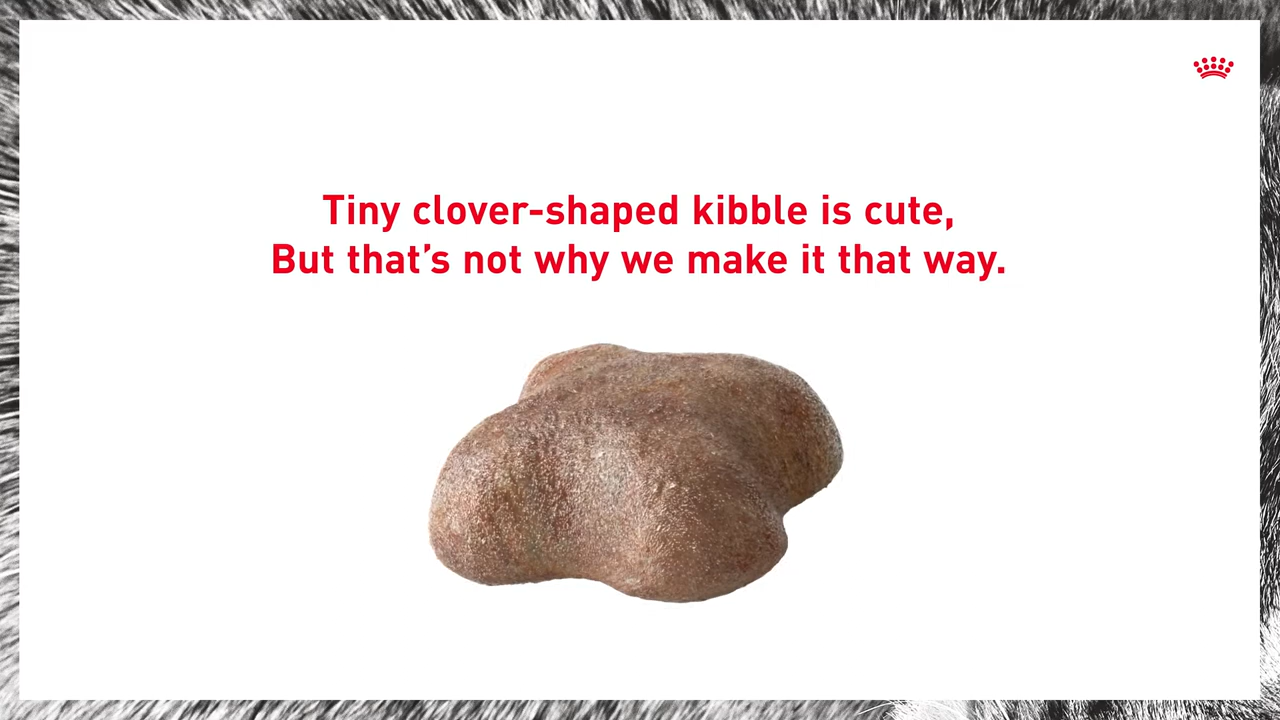 Tiny clover-shaped kibble is cute,
But that’s not why we make it that way.